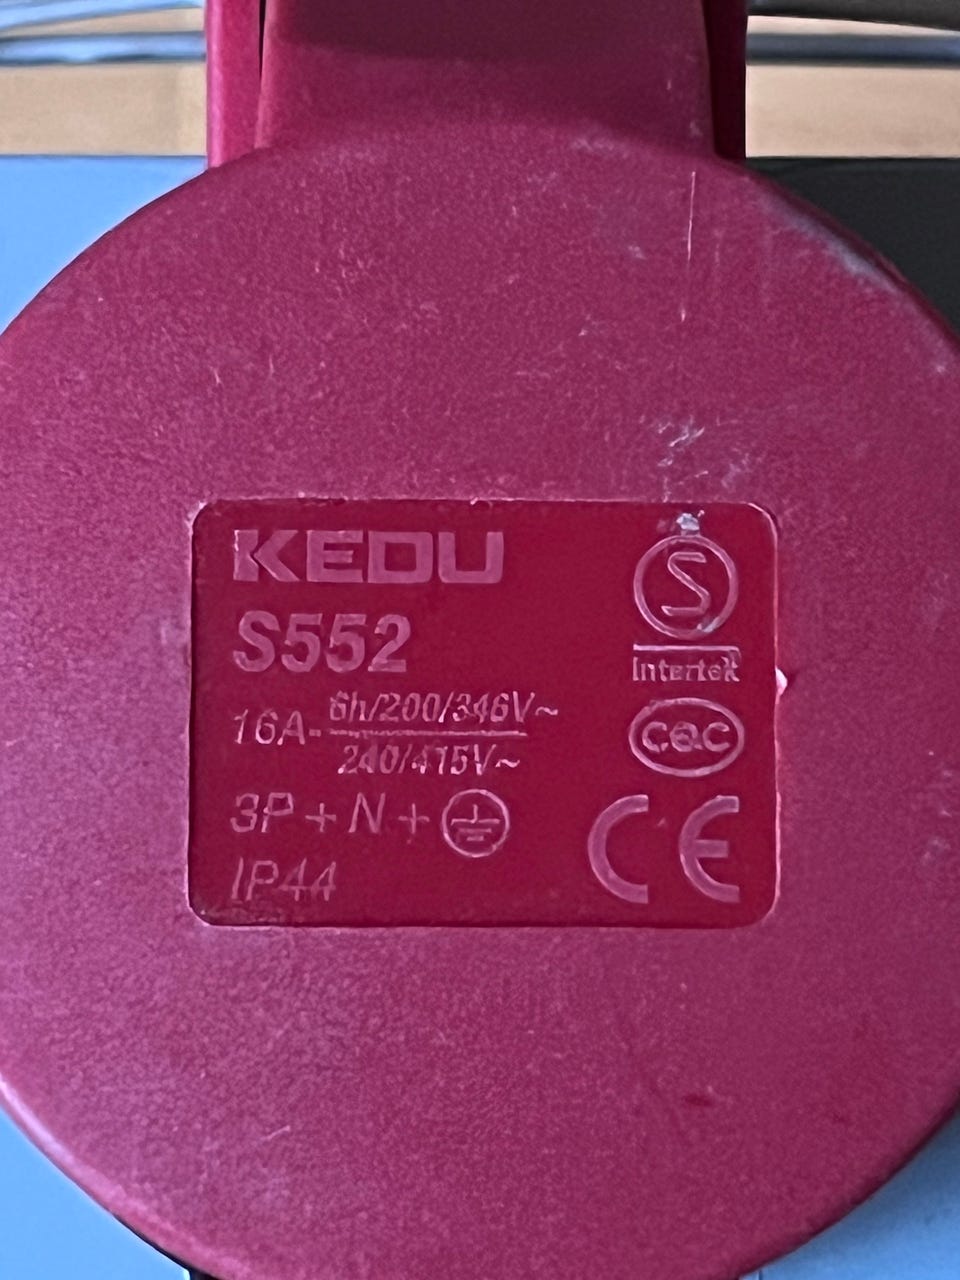 KEDU
S552
16A- 6h/200/346V~
240/415V~
3P+N+⏚
IP44
S
Intertek
CQC
CE